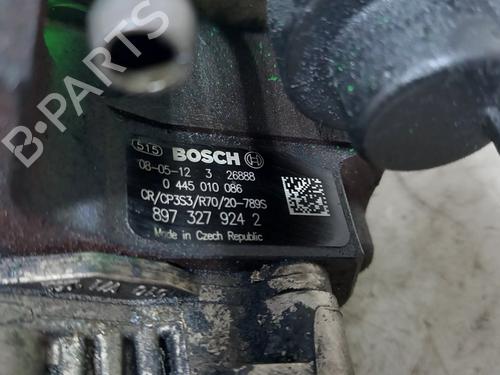 B-PARTS
515 BOSCH
08-05-12 3 26888
0 445 010 086
CR/CP3S3/R70/20-789S
897 327 924 2
Made in Czech Republic